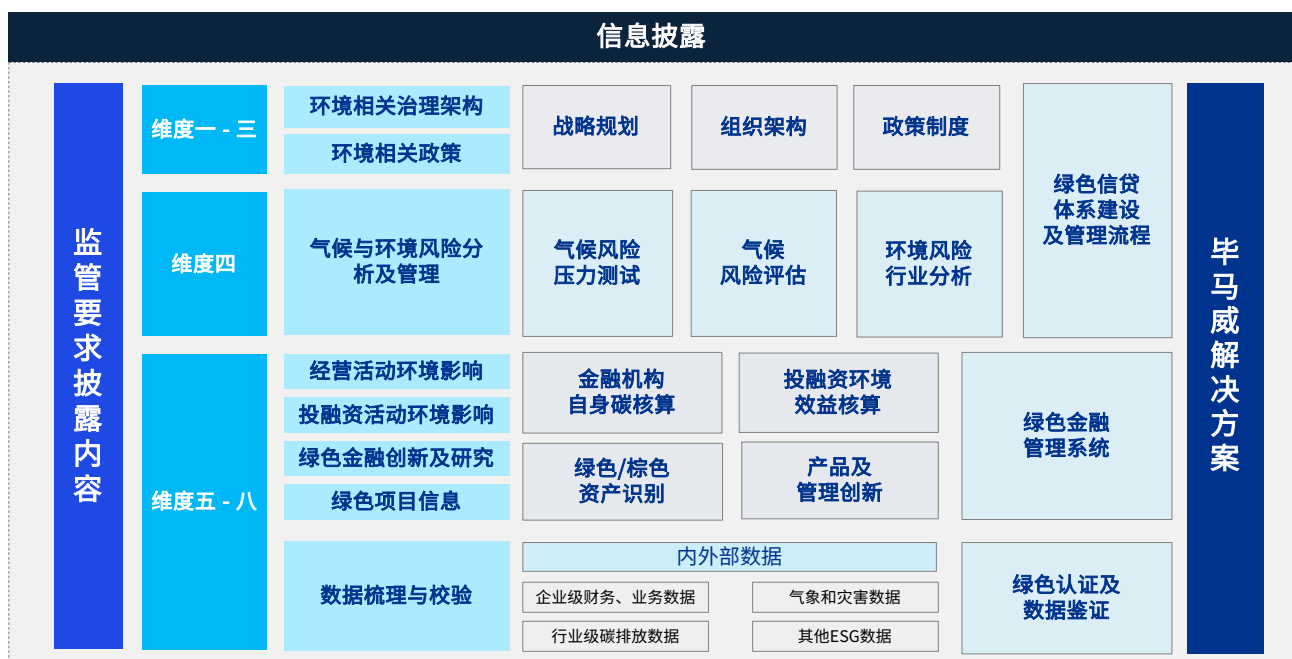 信息披露
监管要求披露内容
维度一 - 三
环境相关治理架构
环境相关政策
战略规划
组织架构
政策制度
绿色信贷
体系建设
及管理流程
维度四
气候与环境风险分
析及管理
气候风险
压力测试
气候
风险评估
环境风险
行业分析
维度五 - 八
经营活动环境影响
投融资活动环境影响
绿色金融创新及研究
绿色项目信息
数据梳理与校验
金融机构
自身碳核算
投融资环境
效益核算
绿色/棕色
资产识别
产品及
管理创新
绿色金融
管理系统
内外部数据
企业级财务、业务数据
气象和灾害数据
行业级碳排放数据
其他ESG数据
绿色认证及
数据鉴证
毕马威解决方案